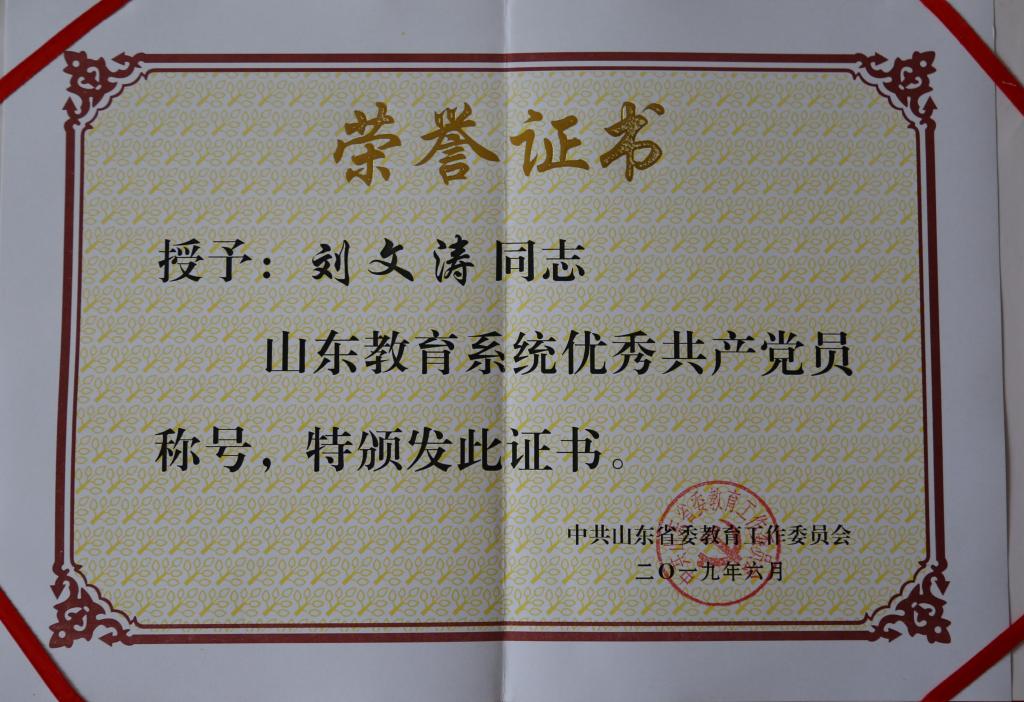 荣誉证书
授予：刘文涛同志
山东教育系统优秀共产党员
称号，特颁发此证书。
中共山东省委教育工作委员会
二〇一九年六月